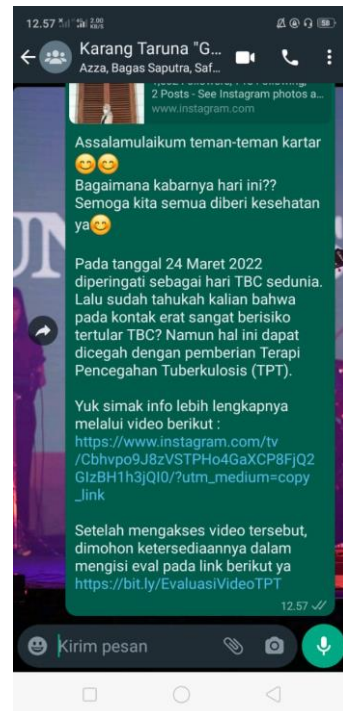 12.57
2.00
KB/s
58
Karang Taruna "G...
Azza, Bagas Saputra, Saf...
2 Posts - See Instagram photos a...
www.instagram.com
Assalamulaikum teman-teman kartar
😊😊
Bagaimana kabarnya hari ini??
Semoga kita semua diberi kesehatan
ya😊
Pada tanggal 24 Maret 2022
diperingati sebagai hari TBC sedunia.
Lalu sudah tahukah kalian bahwa
pada kontak erat sangat berisiko
tertular TBC? Namun hal ini dapat
dicegah dengan pemberian Terapi
Pencegahan Tuberkulosis (TPT).
Yuk simak info lebih lengkapnya
melalui video berikut :
https://www.instagram.com/tv
/Cbhvpo9J8zVSTPHo4GaXCP8FjQ2
GIzBH1h3jQI0/?utm_medium=copy
_link
Setelah mengakses video tersebut,
dimohon ketersediaannya dalam
mengisi eval pada link berikut ya
https://bit.ly/EvaluasiVideoTPT
12.57
Kirim pesan